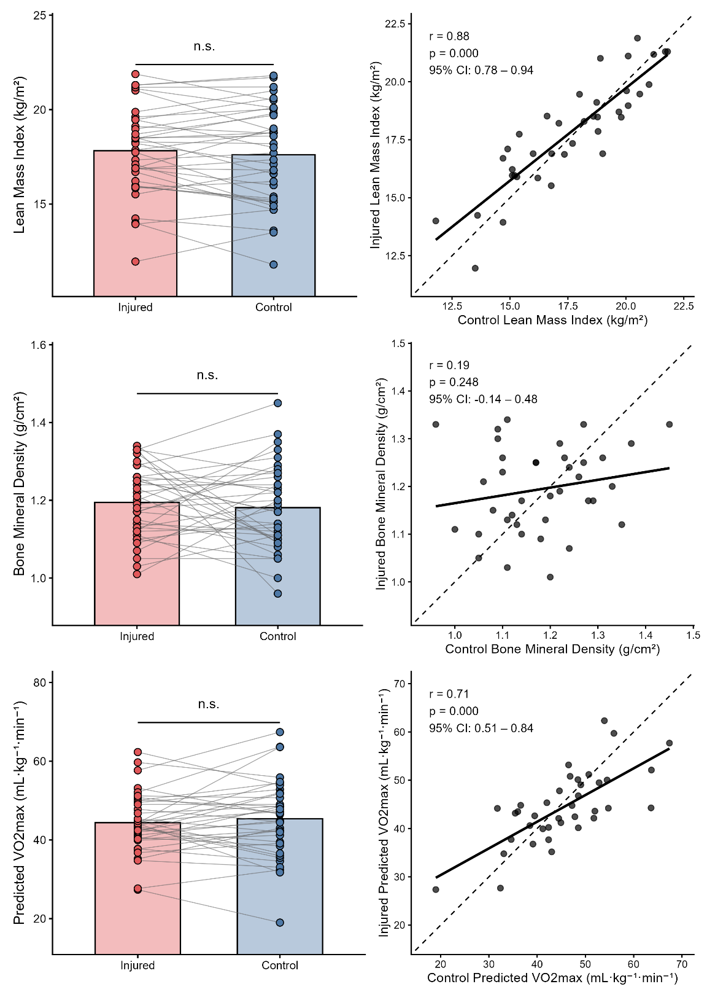 25
20
15
Lean Mass Index (kg/m²)
n.s.
Injured
Control
22.5
20.0
17.5
15.0
12.5
Injured Lean Mass Index (kg/m²)
r = 0.88
p = 0.000
95% CI: 0.78 – 0.94
12.5
15.0
17.5
20.0
22.5
Control Lean Mass Index (kg/m²)
1.6
1.4
1.2
1.0
Bone Mineral Density (g/cm²)
n.s.
Injured
Control
1.5
1.4
1.3
1.2
1.1
1.0
Injured Bone Mineral Density (g/cm²)
r = 0.19
p = 0.248
95% CI: -0.14 – 0.48
1.0
1.1
1.2
1.3
1.4
1.5
Control Bone Mineral Density (g/cm²)
80
60
40
20
Predicted VO2max (mL·kg⁻¹·min⁻¹)
n.s.
Injured
Control
70
60
50
40
30
20
Injured Predicted VO2max (mL·kg⁻¹·min⁻¹)
r = 0.71
p = 0.000
95% CI: 0.51 – 0.84
20
30
40
50
60
70
Control Predicted VO2max (mL·kg⁻¹·min⁻¹)